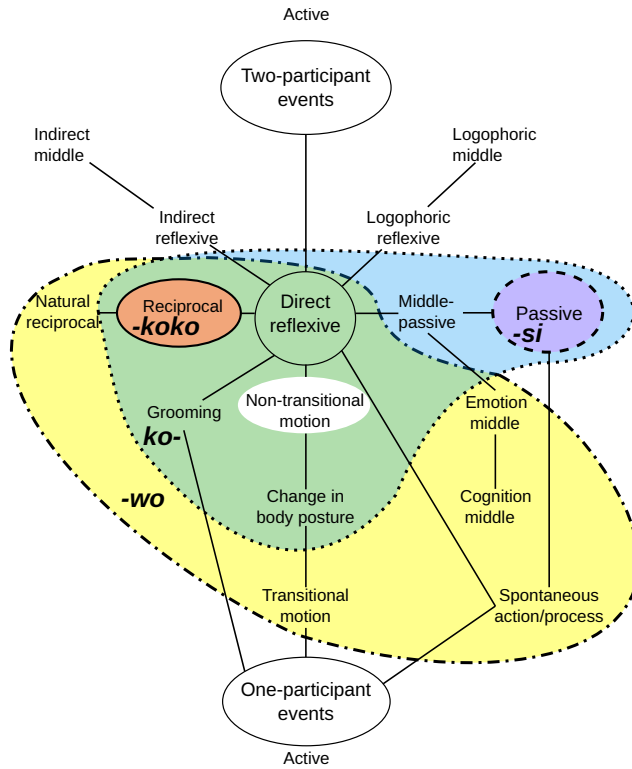 Active
Two-participant
events
Indirect
middle
Logophoric
middle
Indirect
reflexive
Logophoric
reflexive
Natural
reciprocal
Reciprocal
-koko
Direct
reflexive
Middle-
passive
Passive
-si
Grooming
ko-
Non-transitional
motion
Emotion
middle
-wo
Change in
body posture
Cognition
middle
Transitional
motion
Spontaneous
action/process
One-participant
events
Active